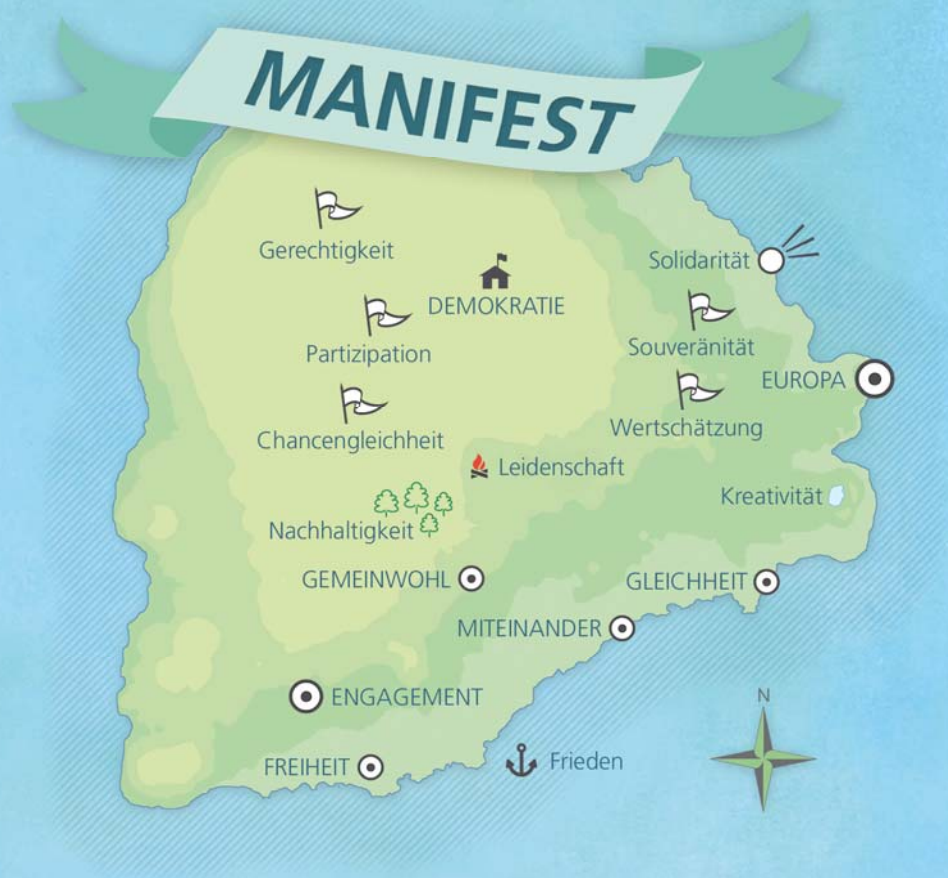 MANIFEST
Gerechtigkeit
Solidarität
DEMOKRATIE
Partizipation
Souveränität
EUROPA
Wertschätzung
Chancengleichheit
Leidenschaft
Kreativität
Nachhaltigkeit
GEMEINWOHL
GLEICHHEIT
MITEINANDER
ENGAGEMENT
N
FREIHEIT
Frieden